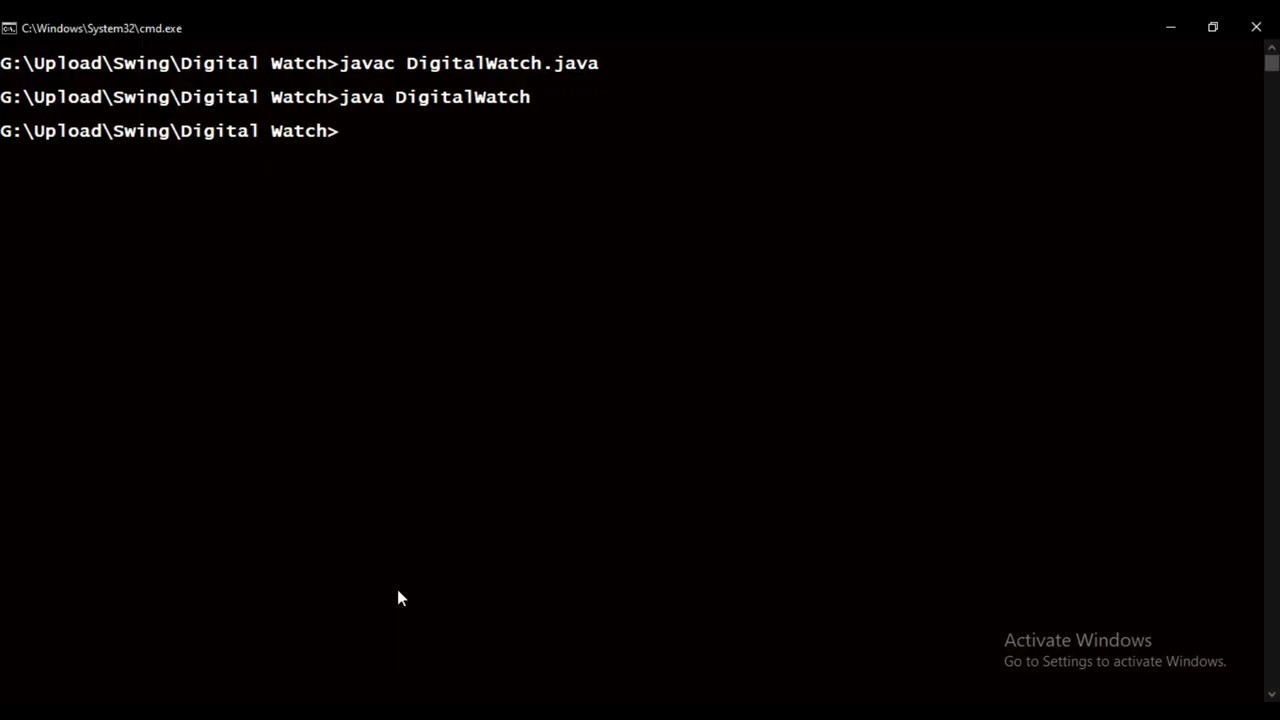 C:\Windows\System32\cmd.exe
G:\Upload\Swing\Digital Watch>javac DigitalWatch.java
G:\Upload\Swing\Digital Watch>java DigitalWatch
G:\Upload\Swing\Digital Watch>
Activate Windows
Go to Settings to activate Windows.